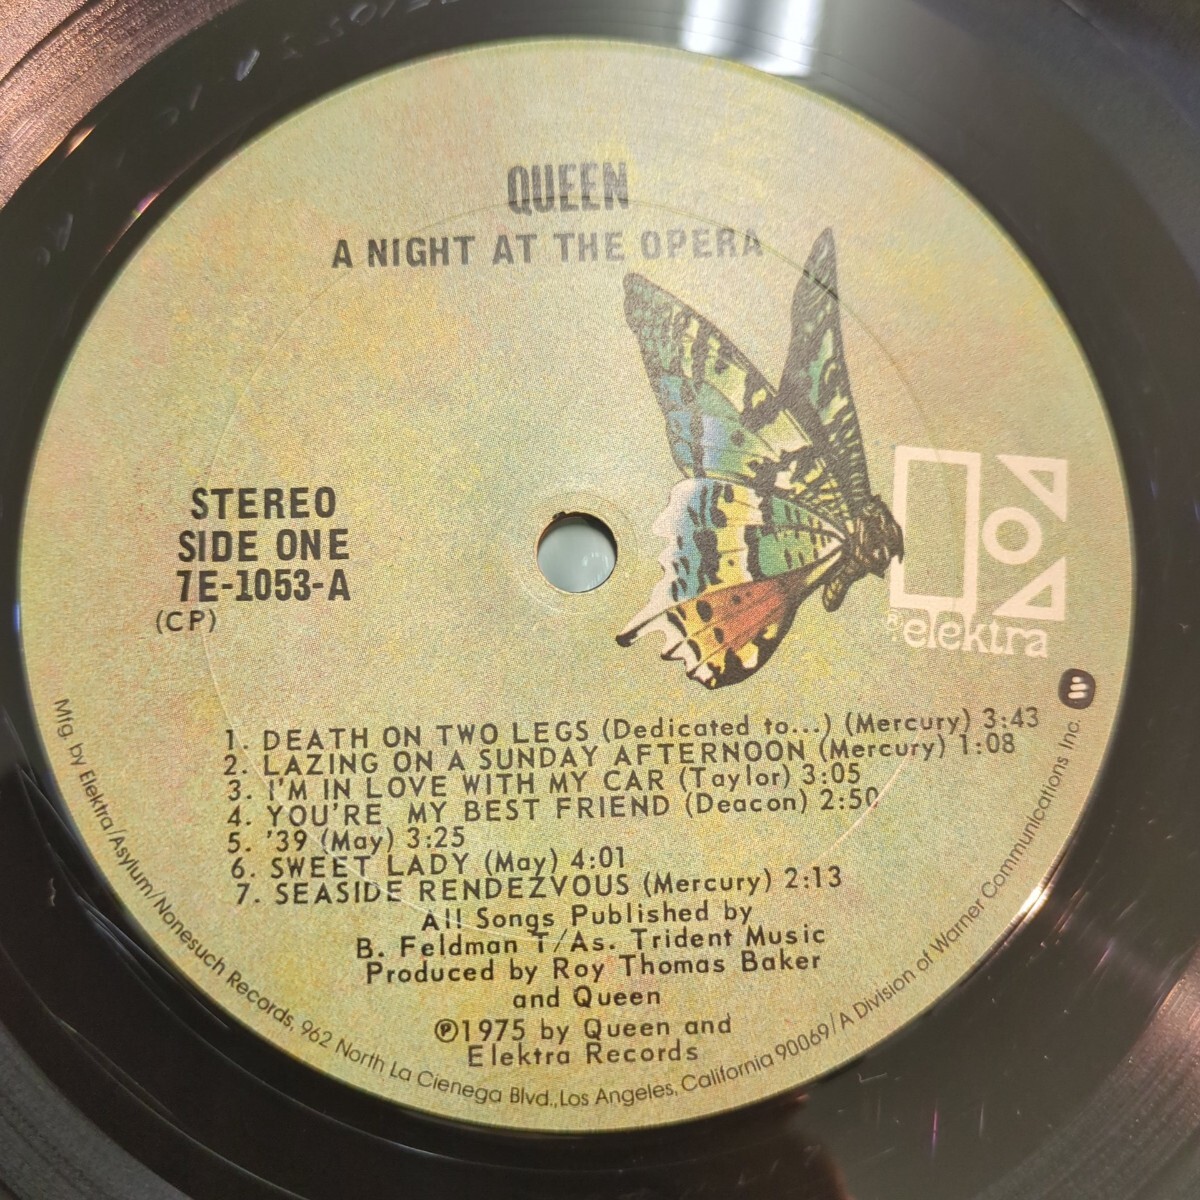 QUEEN
A NIGHT AT THE OPERA
STEREO
SIDE ONE
7E-1053-A
(CP)
elektra
1. DEATH ON TWO LEGS (Dedicated to...) (Mercury) 3:43
2. LAZING ON A SUNDAY AFTERNOON (Mercury) 1:08
3. I'M IN LOVE WITH MY CAR (Taylor) 3:05
4. YOU'RE MY BEST FRIEND (Deacon) 2:50
5. '39 (May) 3:25
6. SWEET LADY (May) 4:01
7. SEASIDE RENDEZVOUS (Mercury) 2:13
All Songs Published by
B. Feldman T/As. Trident Music
Produced by Roy Thomas Baker
and Queen
℗1975 by Queen and
Elektra Records
Mfg. by Elektra/Asylum/Nonesuch Records, 962 North La Cienega Blvd., Los Angeles, California 90069/A Division of Warner Communications Inc.